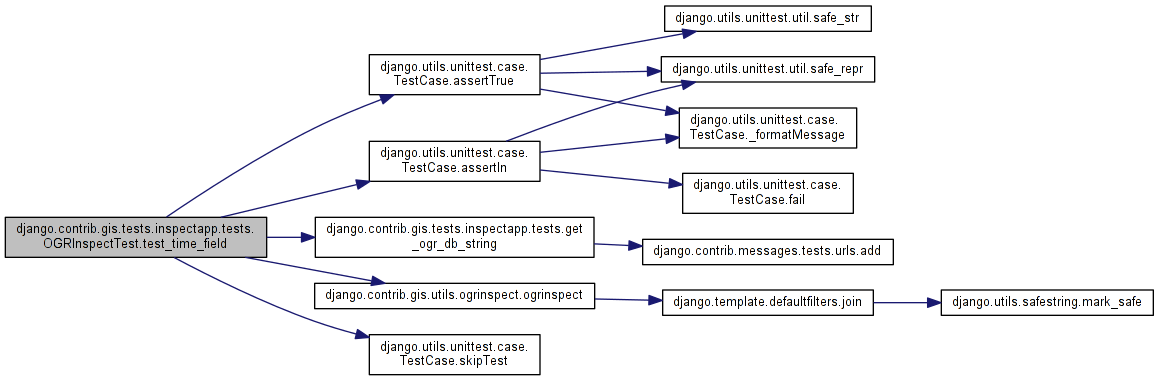 django.utils.unittest.util.safe_str
django.utils.unittest.case.
TestCase.assertTrue
django.utils.unittest.util.safe_repr
django.utils.unittest.case.
TestCase._formatMessage
django.utils.unittest.case.
TestCase.assertIn
django.utils.unittest.case.
TestCase.fail
django.contrib.gis.tests.inspectapp.tests.
OGRInspectTest.test_time_field
django.contrib.gis.tests.inspectapp.tests.get
_ogr_db_string
django.contrib.messages.tests.urls.add
django.contrib.gis.utils.ogrinspect.ogrinspect
django.template.defaultfilters.join
django.utils.safestring.mark_safe
django.utils.unittest.case.
TestCase.skipTest